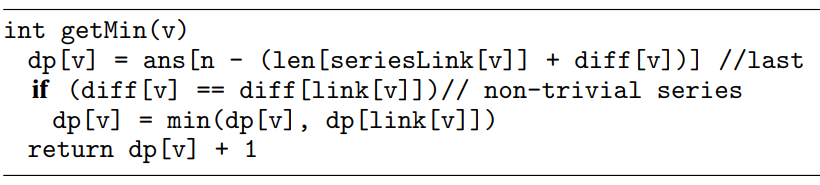 int getMin(v)
dp[v] = ans[n - (len[seriesLink[v]] + diff[v])] //last
if (diff[v] == diff[link[v]])// non-trivial series
dp[v] = min(dp[v], dp[link[v]])
return dp[v] + 1